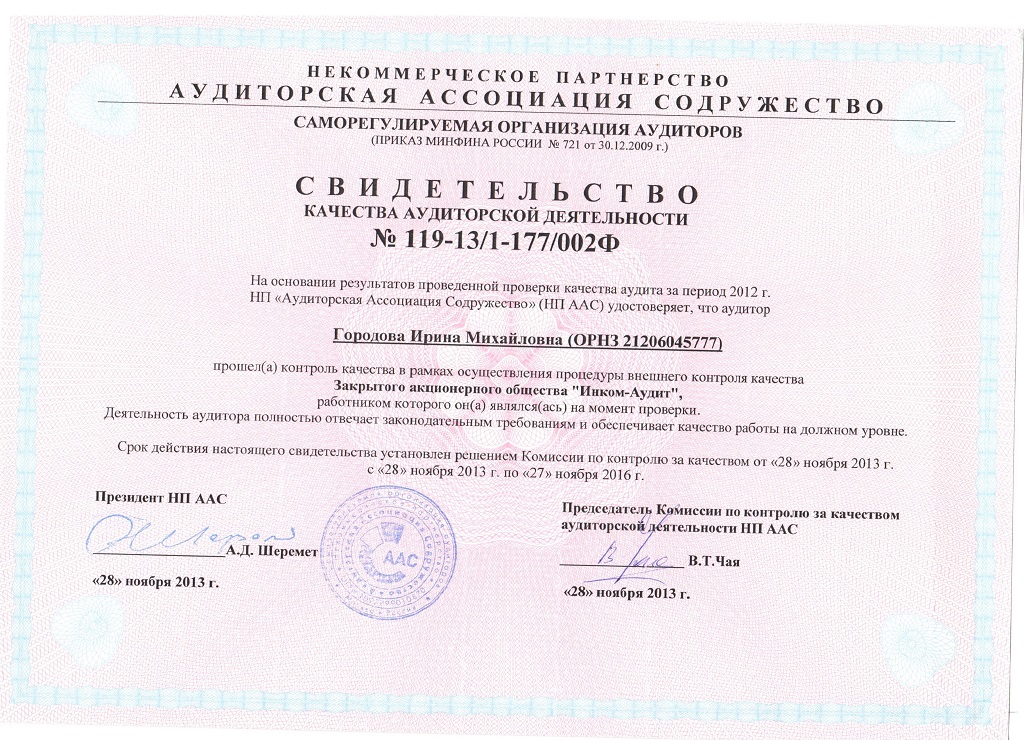 НЕКОММЕРЧЕСКОЕ ПАРТНЕРСТВО
АУДИТОРСКАЯ АССОЦИАЦИЯ СОДРУЖЕСТВО
САМОРЕГУЛИРУЕМАЯ ОРГАНИЗАЦИЯ АУДИТОРОВ
(ПРИКАЗ МИНФИНА РОССИИ № 721 от 30.12.2009 г.)
СВИДЕТЕЛЬСТВО
КАЧЕСТВА АУДИТОРСКОЙ ДЕЯТЕЛЬНОСТИ
№ 119-13/1-177/002Ф
На основании результатов проведенной проверки качества аудита за период 2012 г.
НП «Аудиторская Ассоциация Содружество» (НП ААС) удостоверяет, что аудитор
Городова Ирина Михайловна (ОРНЗ 21206045777)
прошел(а) контроль качества в рамках осуществления процедуры внешнего контроля качества
Закрытого акционерного общества "Инком-Аудит",
работником которого он(а) являлся(ась) на момент проверки.
Деятельность аудитора полностью отвечает законодательным требованиям и обеспечивает качество работы на должном уровне.
Срок действия настоящего свидетельства установлен решением Комиссии по контролю за качеством от «28» ноября 2013 г.
с «28» ноября 2013 г. по «27» ноября 2016 г.
Президент НП ААС
А.Д. Шеремет
«28» ноября 2013 г.
ААС
Председатель Комиссии по контролю за качеством
аудиторской деятельности НП ААС
В.Т.Чая
«28» ноября 2013 г.